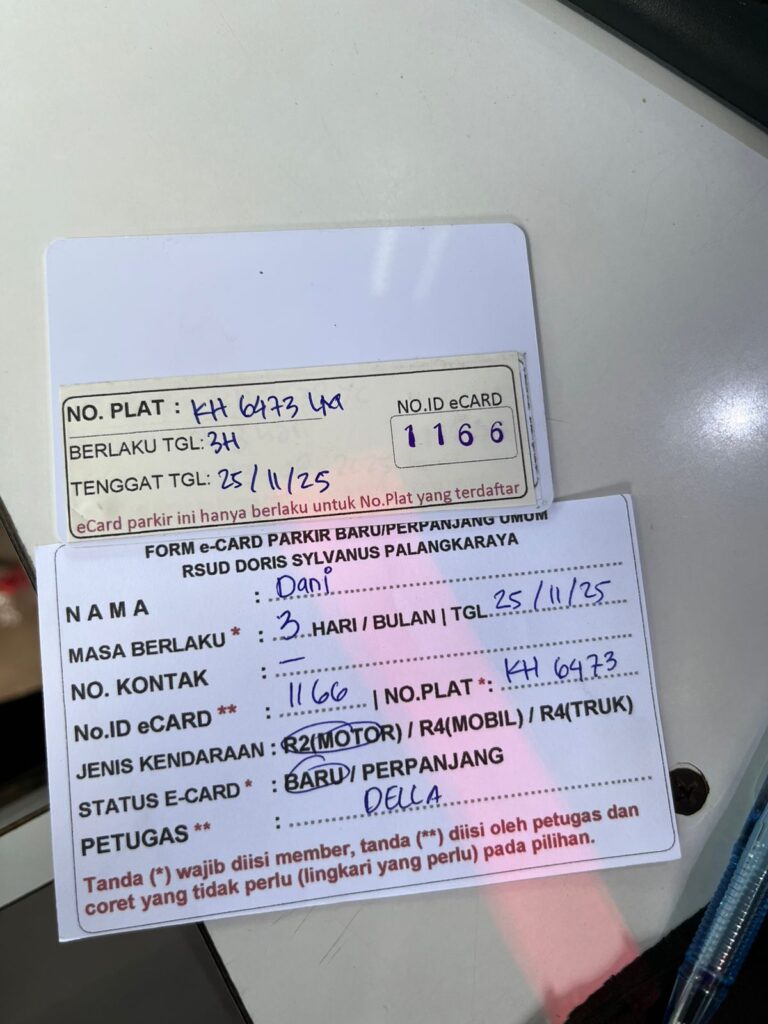 NO. PLAT : KH 6473 YA
NO.ID eCARD
1166
BERLAKU TGL: 3H
TENGGAT TGL: 25/11/25
eCard parkir ini hanya berlaku untuk No.Plat yang terdaftar
FORM e-CARD PARKIR BARU/PERPANJANG UMUM
RSUD DORIS SYLVANUS PALANGKARAYA
NAMA : Dani
MASA BERLAKU * : 3 HARI / BULAN | TGL 25/11/25
NO. KONTAK : –
No.ID eCARD ** : 1166 | NO.PLAT *: KH 6473
JENIS KENDARAAN : R2(MOTOR) / R4(MOBIL) / R4(TRUK)
STATUS E-CARD * : BARU / PERPANJANG
PETUGAS ** : DELLA
Tanda (*) wajib diisi member, tanda (**) diisi oleh petugas dan
coret yang tidak perlu (lingkari yang perlu) pada pilihan.